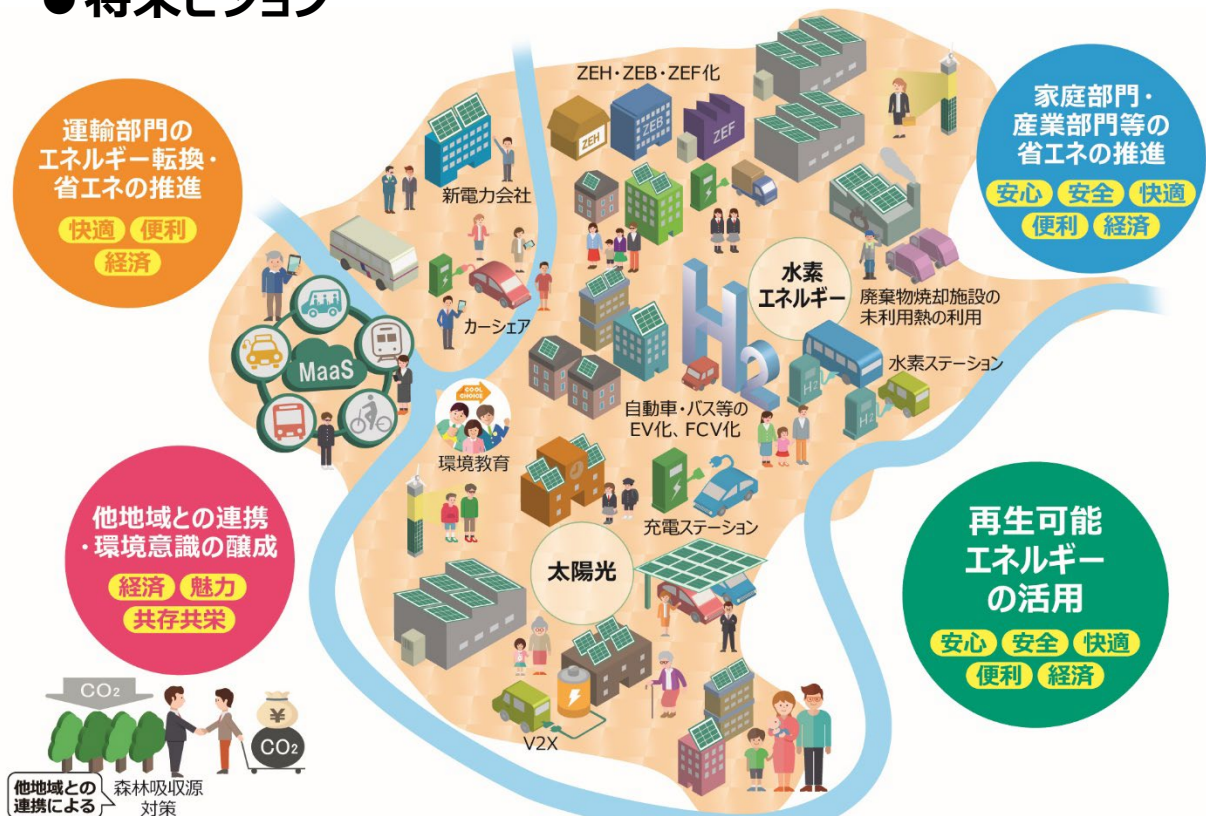 ●将来ビジョン
運輸部門の
エネルギー転換・
省エネの推進
快適 便利
経済
ZEH・ZEB・ZEF化
ZEH
ZEB
ZEF
家庭部門・
産業部門等の
省エネの推進
安心 安全 快適
便利 経済
新電力会社
カーシェア
MaaS
水素
エネルギー
H2
廃棄物焼却施設の
未利用熱の利用
水素ステーション
H2
H2
自動車・バス等の
EV化、FCV化
COOL
CHOICE
環境教育
充電ステーション
他地域との連携
・環境意識の醸成
経済 魅力
共存共栄
太陽光
再生可能
エネルギー
の活用
安心 安全 快適
便利 経済
V2X
CO2
¥
CO2
他地域との
連携による
森林吸収源
対策